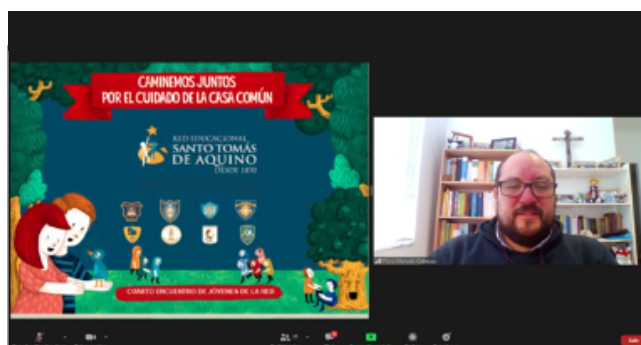 CAMINEMOS JUNTOS
POR EL CUIDADO DE LA CASA COMÚN
RED EDUCACIONAL
SANTO TOMÁS
DE AQUINO
DESDE 1870
CUARTO ENCUENTRO DE JÓVENES DE LA RED